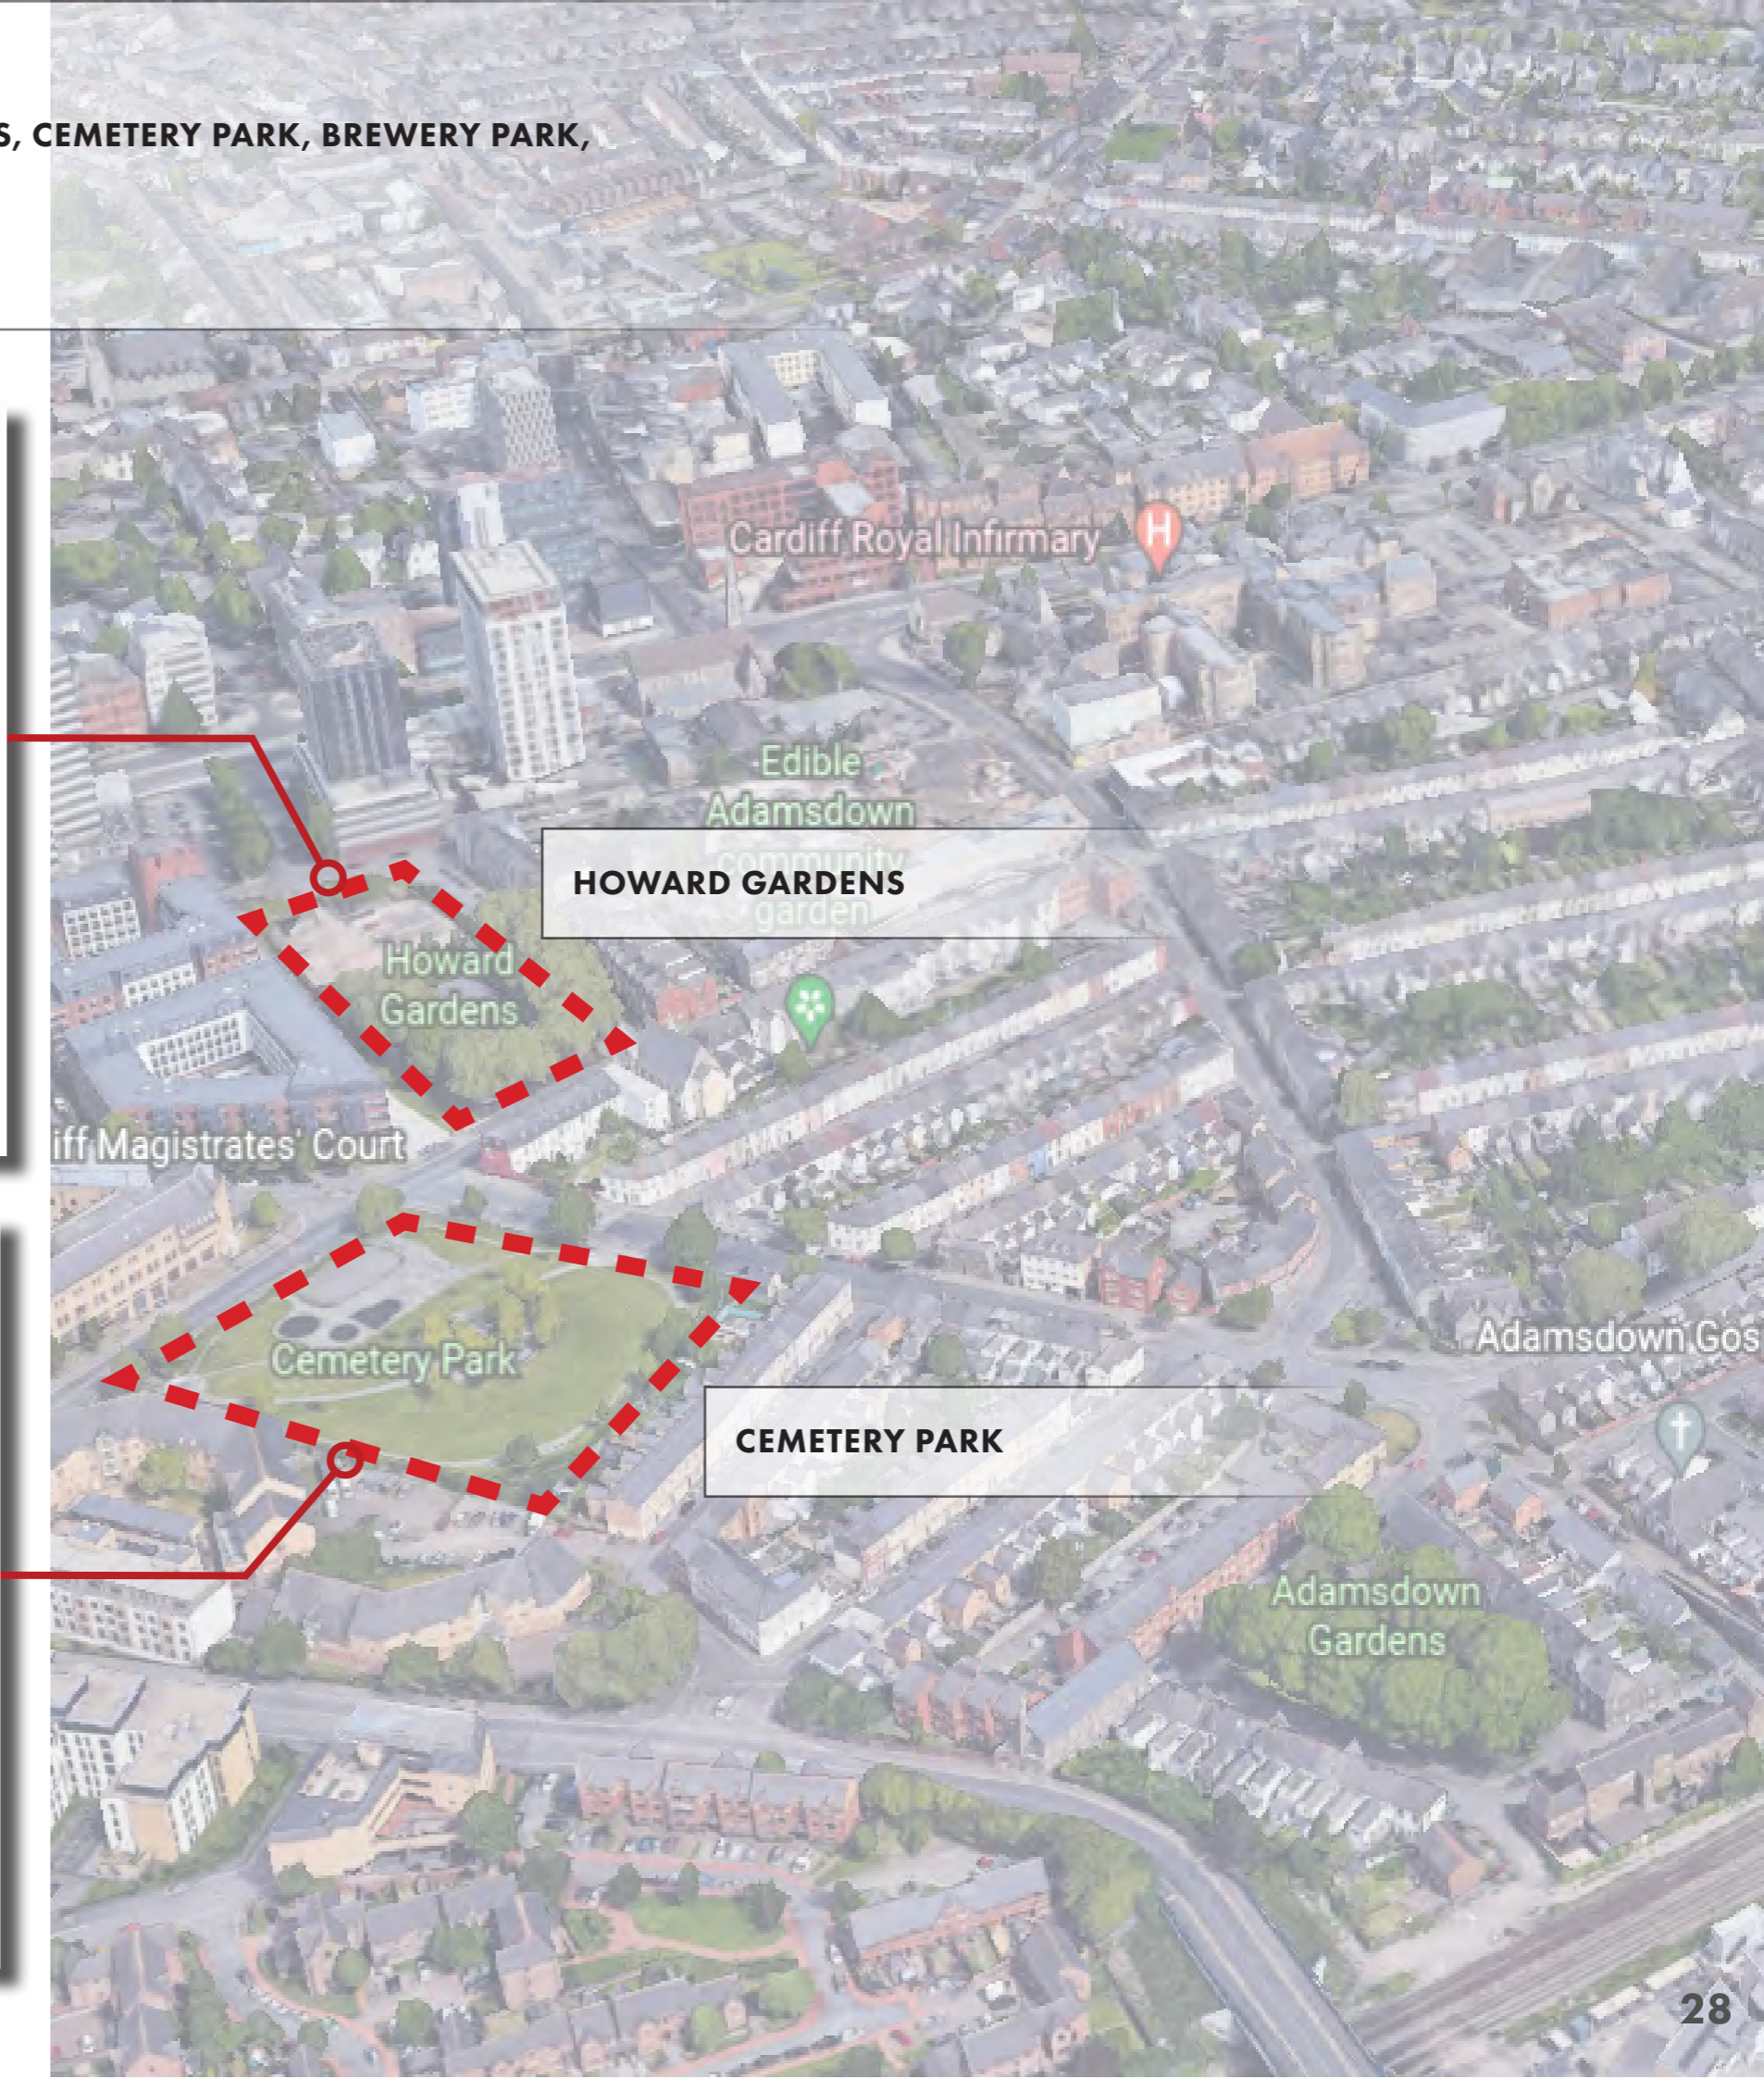 S, CEMETERY PARK, BREWERY PARK,
Cardiff Royal Infirmary
H
Edible
Adamsdown
community
garden
HOWARD GARDENS
Howard
Gardens
iff Magistrates' Court
Cemetery Park
Adamsdown Gos
CEMETERY PARK
Adamsdown
Gardens
28